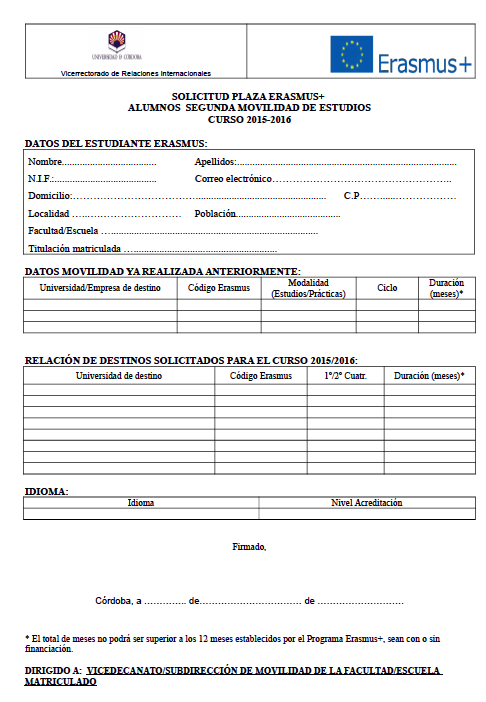 UNIVERSIDAD Đ CÓRDOBA
Vicerrectorado de Relaciones Internacionales
Erasmus+
SOLICITUD PLAZA ERASMUS+
ALUMNOS SEGUNDA MOVILIDAD DE ESTUDIOS
CURSO 2015-2016
DATOS DEL ESTUDIANTE ERASMUS:
Nombre................................... Apellidos:.................................................................................
N.I.F.:...................................... Correo electrónico…………………………………………..
Domicilio:……………………………………................................................ C.P……......………………
Localidad ….…………………………… Población.......................................
Facultad/Escuela ….............................................................................
Titulación matriculada ….....................................................
DATOS MOVILIDAD YA REALIZADA ANTERIORMENTE:
Universidad/Empresa de destino Código Erasmus Modalidad (Estudios/Prácticas) Ciclo Duración (meses)*
RELACIÓN DE DESTINOS SOLICITADOS PARA EL CURSO 2015/2016:
Universidad de destino Código Erasmus 1º/2º Cuatr. Duración (meses)*
IDIOMA:
Idioma Nivel Acreditación
Firmado,
Córdoba, a ………….. de…………………………….. de ………………………..
* El total de meses no podrá ser superior a los 12 meses establecidos por el Programa Erasmus+, sean con o sin
financiación.
DIRIGIDO A: VICEDECANATO/SUBDIRECCIÓN DE MOVILIDAD DE LA FACULTAD/ESCUELA
MATRICULADO